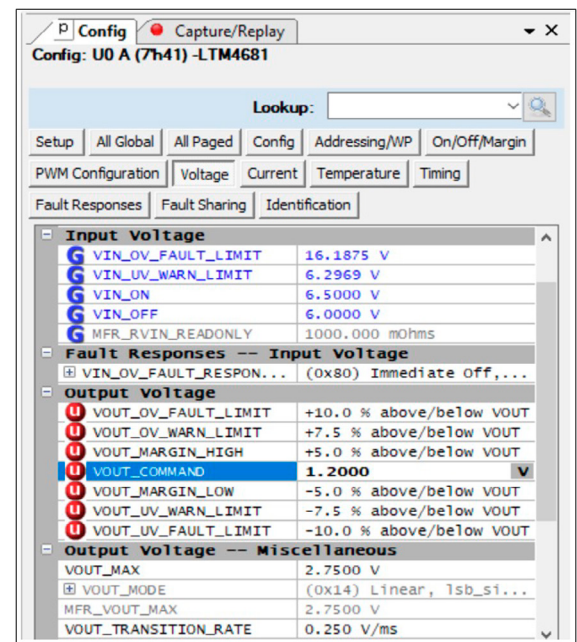 Config Capture/Replay
Config: U0 A (7'h41) -LTM4681
Lookup:
Setup All Global All Paged Config Addressing/WP On/Off/Margin
PWM Configuration Voltage Current Temperature Timing
Fault Responses Fault Sharing Identification
Input Voltage
G VIN_OV_FAULT_LIMIT 16.1875 V
G VIN_UV_WARN_LIMIT 6.2969 V
G VIN_ON 6.5000 V
G VIN_OFF 6.0000 V
G MFR_RVIN_READONLY 1000.000 mOhms
Fault Responses -- Input Voltage
VIN_OV_FAULT_RESPON... (0x80) Immediate Off,...
Output Voltage
U VOUT_OV_FAULT_LIMIT +10.0 % above/below VOUT
U VOUT_OV_WARN_LIMIT +7.5 % above/below VOUT
U VOUT_MARGIN_HIGH +5.0 % above/below VOUT
U VOUT_COMMAND 1.2000 V
U VOUT_MARGIN_LOW -5.0 % above/below VOUT
U VOUT_UV_WARN_LIMIT -7.5 % above/below VOUT
U VOUT_UV_FAULT_LIMIT -10.0 % above/below VOUT
Output Voltage -- Miscellaneous
VOUT_MAX 2.7500 V
VOUT_MODE (0x14) Linear, lsb_si...
MFR_VOUT_MAX 2.7500 V
VOUT_TRANSITION_RATE 0.250 V/ms